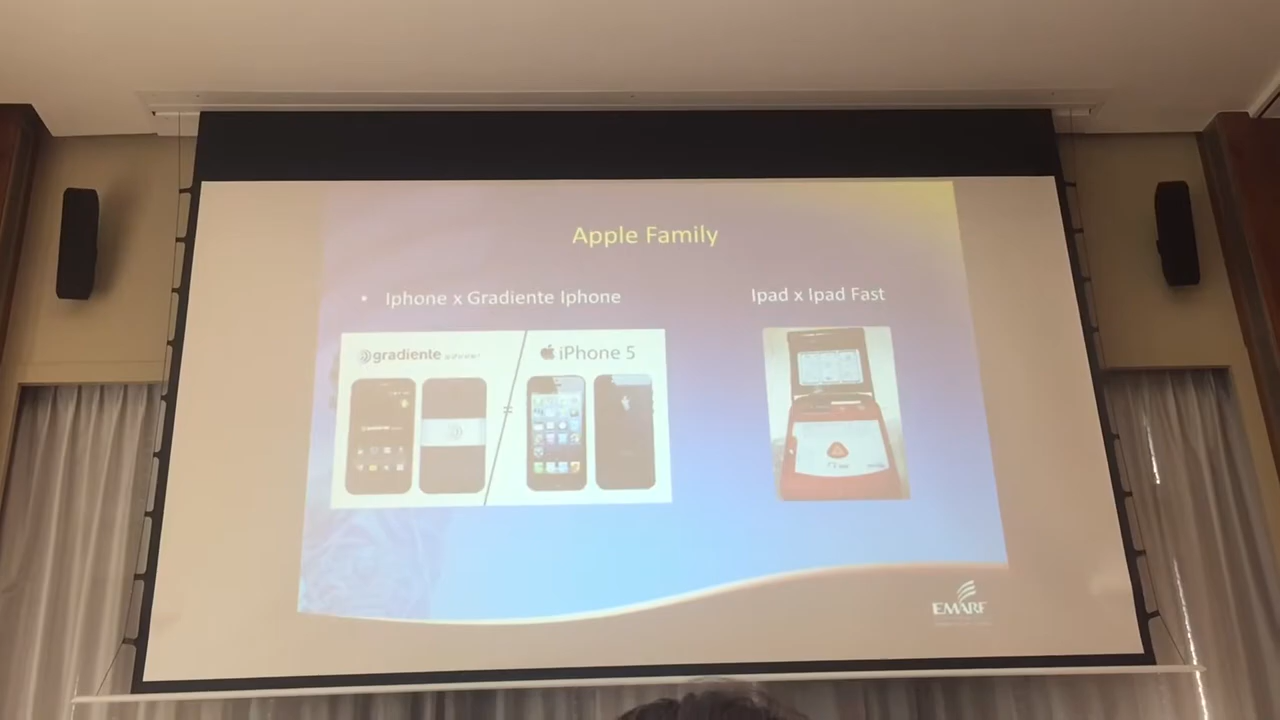 Apple Family
• Iphone x Gradiente Iphone
Ipad x Ipad Fast
gradiente
iPhone 5
=
EMARF